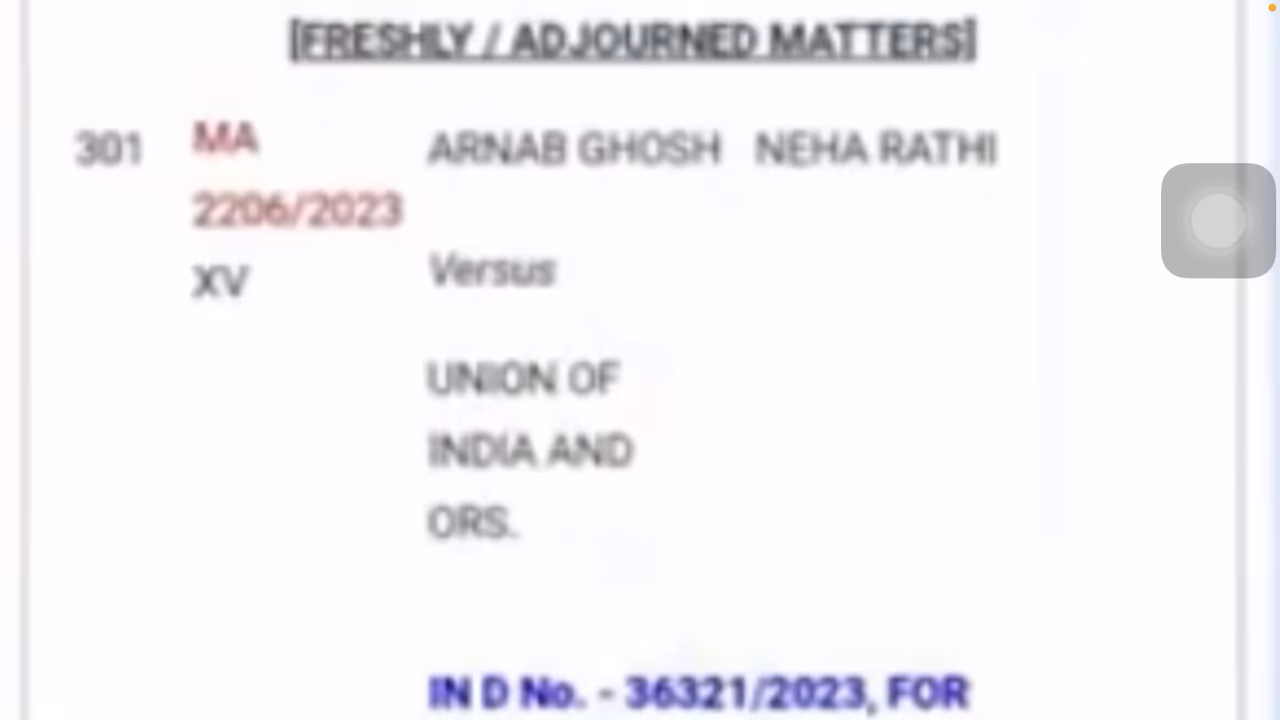 [FRESHLY / ADJOURNED MATTERS]
301 MA ARNAB GHOSH NEHA RATHI
2206/2023
XV Versus
UNION OF
INDIA AND
ORS.
IN D No. - 36321/2023, FOR